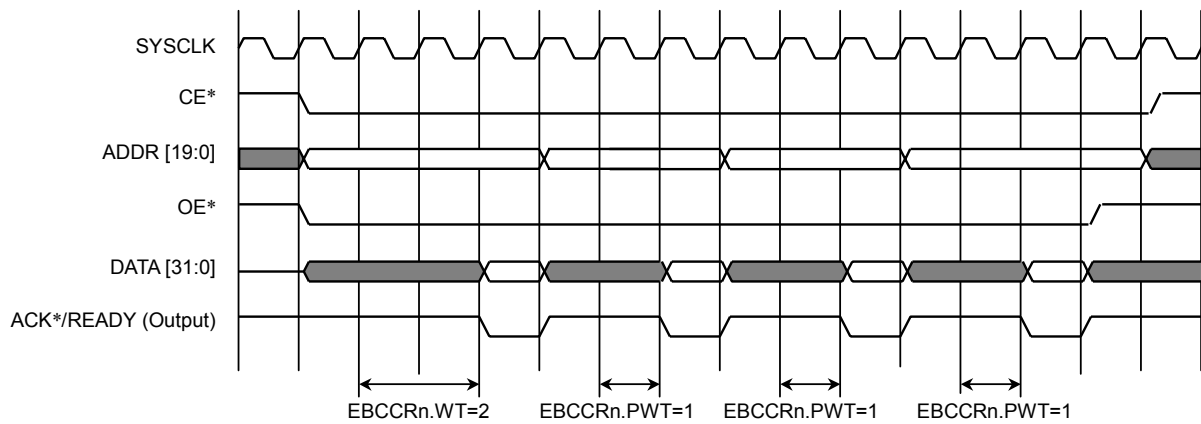 SYSCLK
CE*
ADDR [19:0]
OE*
DATA [31:0]
ACK*/READY (Output)
EBCCRn.WT=2 EBCCRn.PWT=1 EBCCRn.PWT=1 EBCCRn.PWT=1